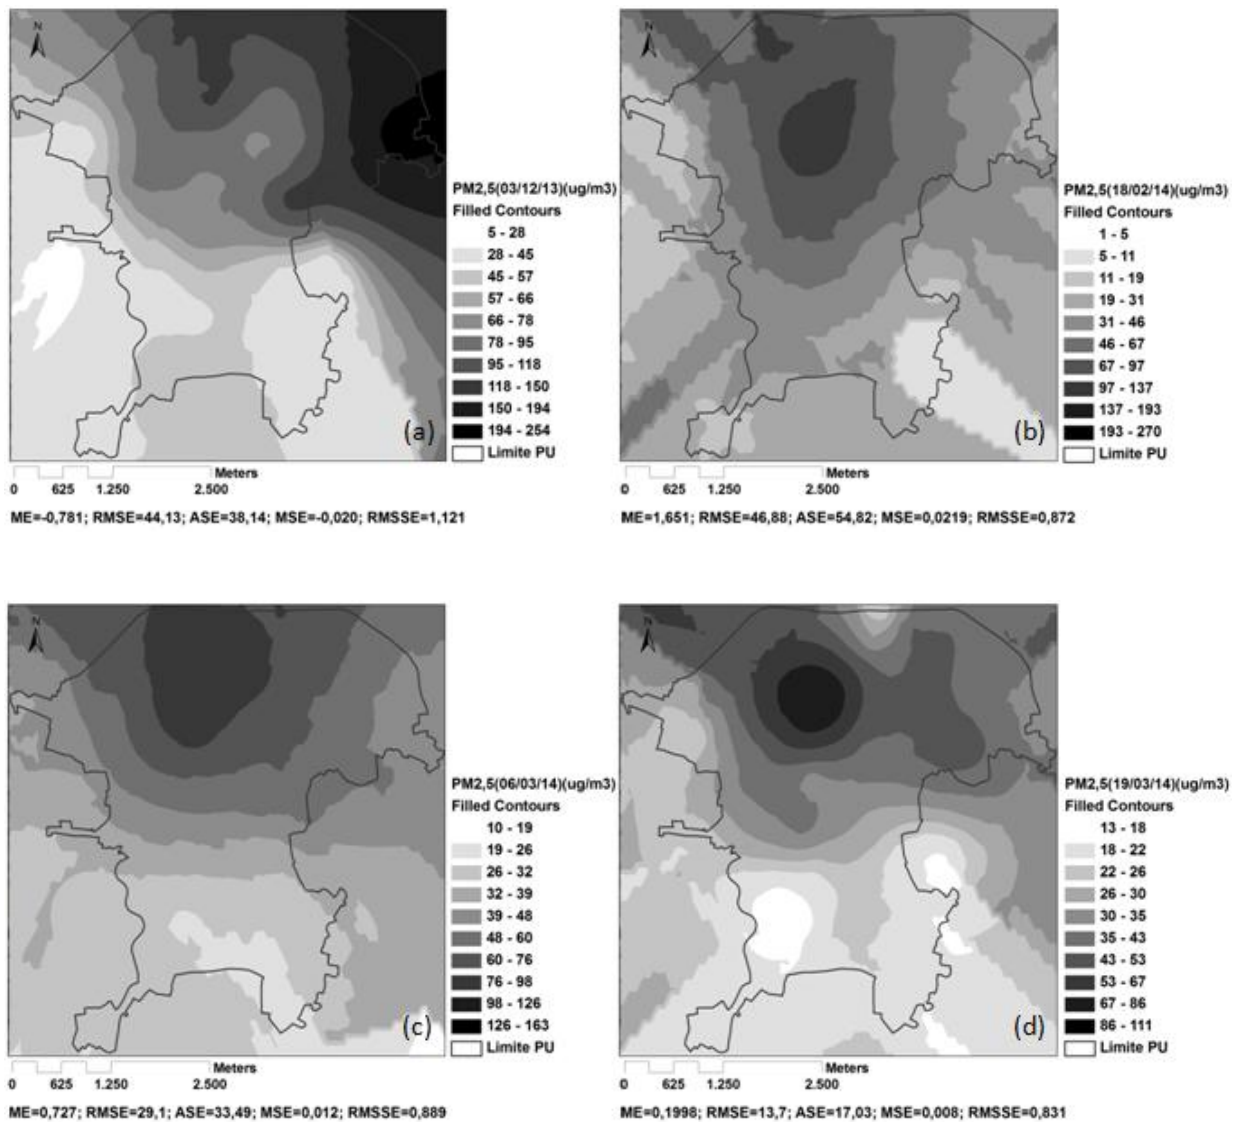 N
PM2,5(03/12/13)(ug/m3)
Filled Contours
5 - 28
28 - 45
45 - 57
57 - 66
66 - 78
78 - 95
95 - 118
118 - 150
150 - 194
194 - 254
Limite PU
(a)
Meters
0 625 1.250 2.500
ME=-0,781; RMSE=44,13; ASE=38,14; MSE=-0,020; RMSSE=1,121
N
PM2,5(18/02/14)(ug/m3)
Filled Contours
1 - 5
5 - 11
11 - 19
19 - 31
31 - 46
46 - 67
67 - 97
97 - 137
137 - 193
193 - 270
Limite PU
(b)
Meters
0 625 1.250 2.500
ME=1,651; RMSE=46,88; ASE=54,82; MSE=0,0219; RMSSE=0,872
N
PM2,5(06/03/14)(ug/m3)
Filled Contours
10 - 19
19 - 26
26 - 32
32 - 39
39 - 48
48 - 60
60 - 76
76 - 98
98 - 126
126 - 163
Limite PU
(c)
Meters
0 625 1.250 2.500
ME=0,727; RMSE=29,1; ASE=33,49; MSE=0,012; RMSSE=0,889
N
PM2,5(19/03/14)(ug/m3)
Filled Contours
13 - 18
18 - 22
22 - 26
26 - 30
30 - 35
35 - 43
43 - 53
53 - 67
67 - 86
86 - 111
Limite PU
(d)
Meters
0 625 1.250 2.500
ME=0,1998; RMSE=13,7; ASE=17,03; MSE=0,008; RMSSE=0,831